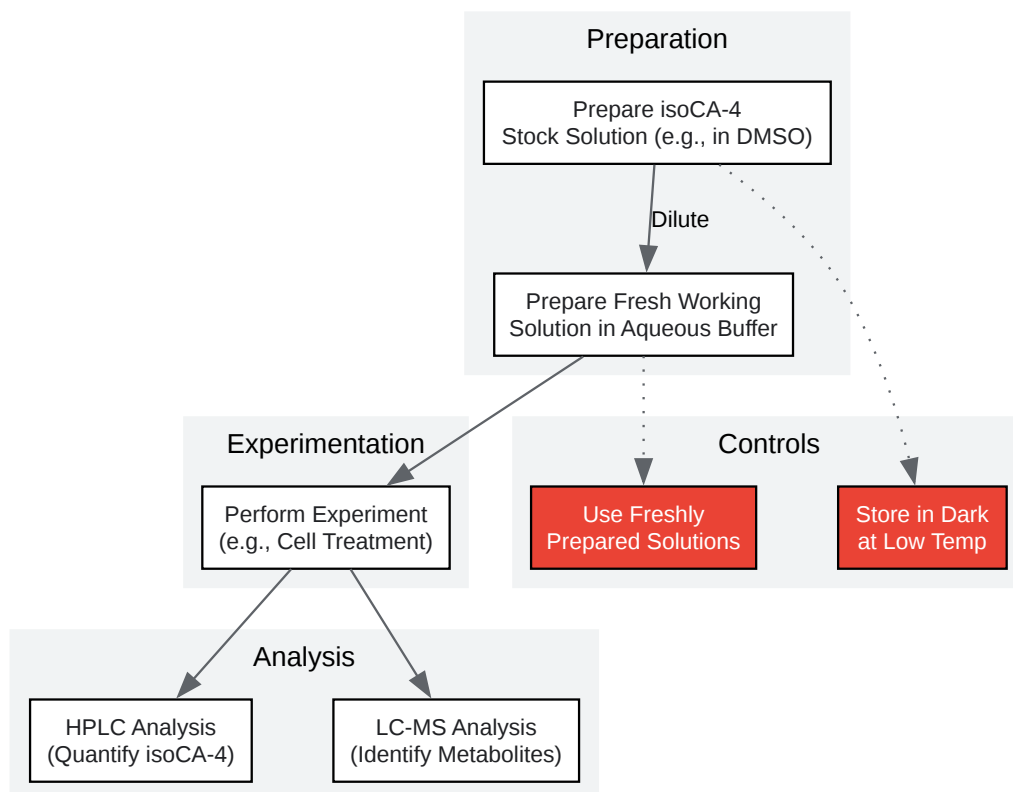 Preparation
Prepare isoCA-4
Stock Solution (e.g., in DMSO)
Dilute
Prepare Fresh Working
Solution in Aqueous Buffer
Experimentation
Perform Experiment
(e.g., Cell Treatment)
Controls
Use Freshly
Prepared Solutions
Store in Dark
at Low Temp
Analysis
HPLC Analysis
(Quantify isoCA-4)
LC-MS Analysis
(Identify Metabolites)